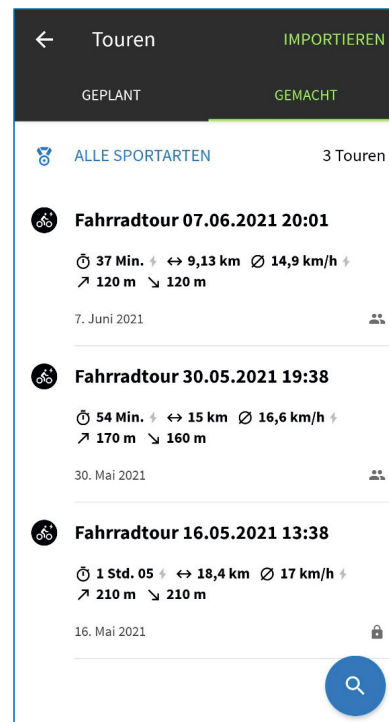 Touren IMPORTIEREN
GEPLANT GEMACHT
ALLE SPORTARTEN 3 Touren
Fahrradtour 07.06.2021 20:01
37 Min. 9,13 km Ø 14,9 km/h
↗ 120 m ↘ 120 m
7. Juni 2021
Fahrradtour 30.05.2021 19:38
54 Min. 15 km Ø 16,6 km/h
↗ 170 m ↘ 160 m
30. Mai 2021
Fahrradtour 16.05.2021 13:38
1 Std. 05 18,4 km Ø 17 km/h
↗ 210 m ↘ 210 m
16. Mai 2021